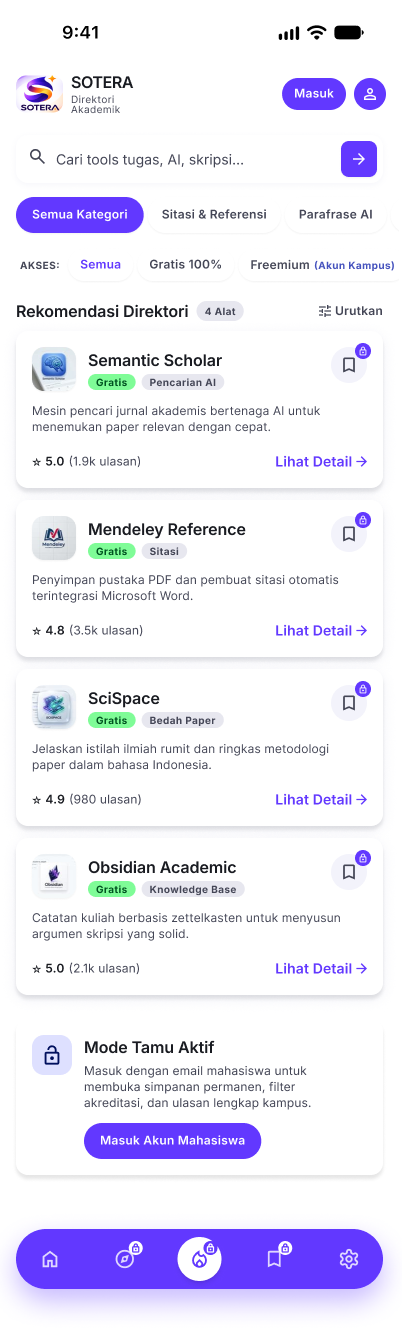 9:41
SOTERA
SOTERA
Direktori
Akademik
Masuk
Cari tools tugas, AI, skripsi...
Semua Kategori
Sitasi & Referensi
Parafrase AI
AKSES:
Semua
Gratis 100%
Freemium (Akun Kampus)
Rekomendasi Direktori
4 Alat
Urutkan
Semantic Scholar
Gratis
Pencarian AI
Mesin pencari jurnal akademis bertenaga AI untuk
menemukan paper relevan dengan cepat.
5.0 (1.9k ulasan)
Lihat Detail
Mendeley
Mendeley Reference
Gratis
Sitasi
Penyimpan pustaka PDF dan pembuat sitasi otomatis
terintegrasi Microsoft Word.
4.8 (3.5k ulasan)
Lihat Detail
SCISPACE
SciSpace
Gratis
Bedah Paper
Jelaskan istilah ilmiah rumit dan ringkas metodologi
paper dalam bahasa Indonesia.
4.9 (980 ulasan)
Lihat Detail
Obsidian
Obsidian Academic
Gratis
Knowledge Base
Catatan kuliah berbasis zettelkasten untuk menyusun
argumen skripsi yang solid.
5.0 (2.1k ulasan)
Lihat Detail
Mode Tamu Aktif
Masuk dengan email mahasiswa untuk
membuka simpanan permanen, filter
akreditasi, dan ulasan lengkap kampus.
Masuk Akun Mahasiswa